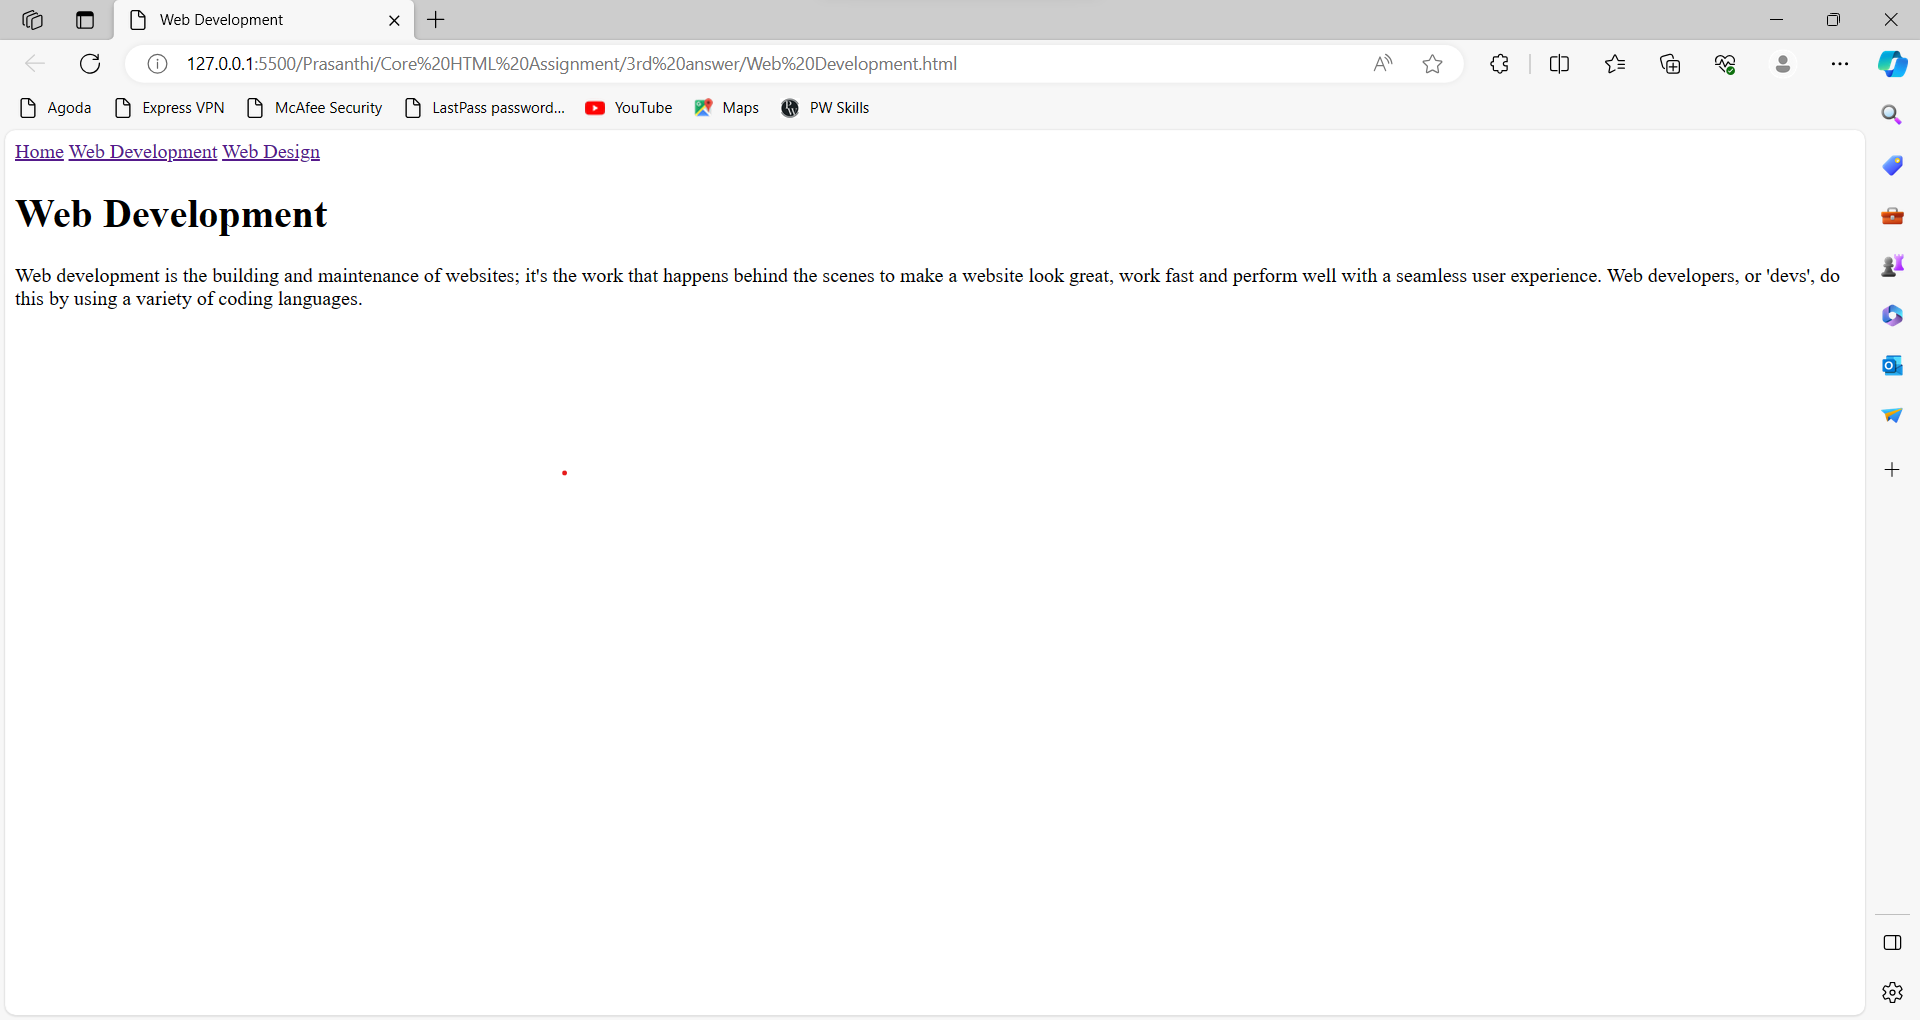 Web Development
127.0.0.1:5500/Prasanthi/Core%20HTML%20Assignment/3rd%20answer/Web%20Development.html
Agoda Express VPN McAfee Security LastPass password... YouTube Maps PW Skills
Home Web Development Web Design
Web Development
Web development is the building and maintenance of websites; it's the work that happens behind the scenes to make a website look great, work fast and perform well with a seamless user experience. Web developers, or 'devs', do
this by using a variety of coding languages.